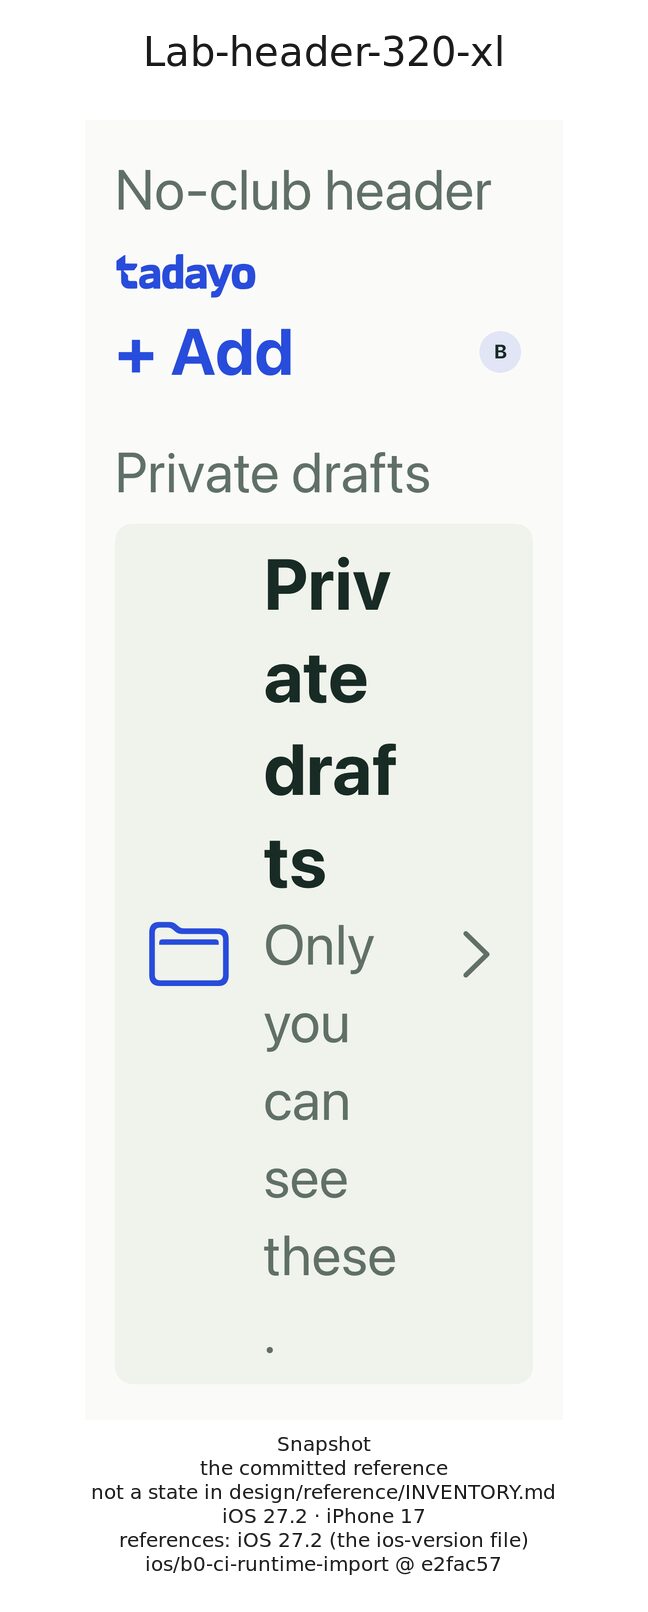 Lab-header-320-xl
No-club header
tadayo
+ Add
B
Private drafts
Priv
ate
draf
ts
Only
you
can
see
these
.
Snapshot
the committed reference
not a state in design/reference/INVENTORY.md
iOS 27.2 · iPhone 17
references: iOS 27.2 (the ios-version file)
ios/b0-ci-runtime-import @ e2fac57